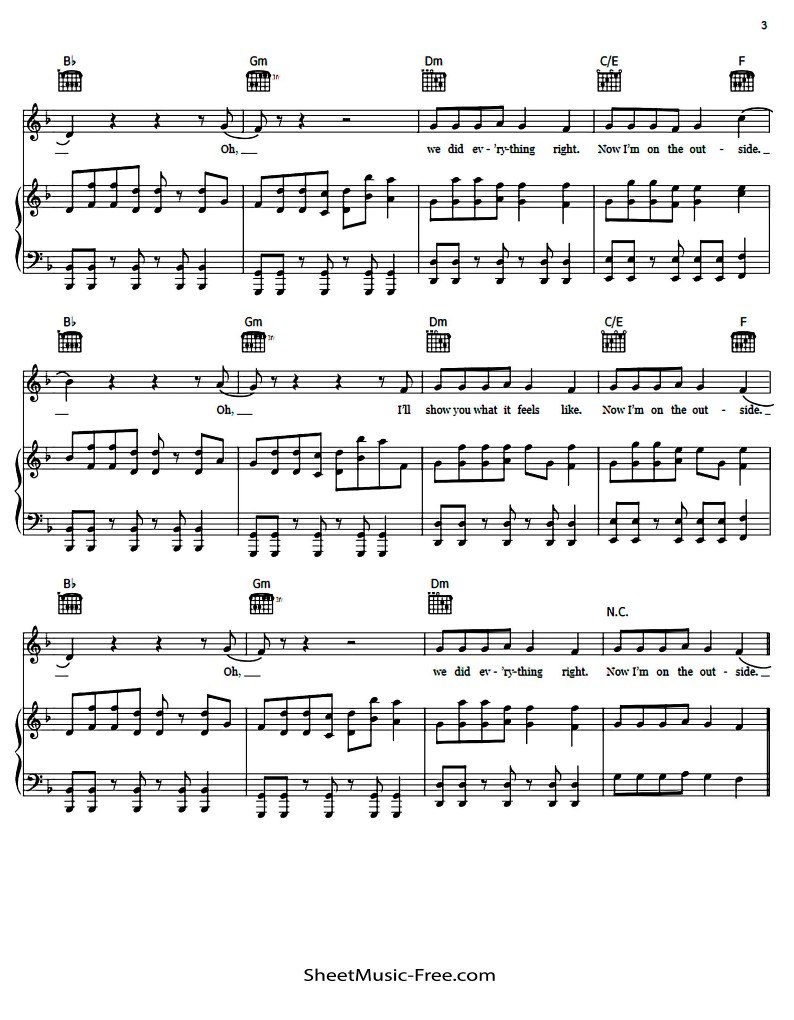 3
B♭ Gm Dm C/E F
Oh, we did ev - 'ry-thing right. Now I'm on the out - side.
B♭ Gm Dm C/E F
Oh, I'll show you what it feels like. Now I'm on the out - side.
B♭ Gm Dm N.C.
Oh, we did ev - 'ry-thing right. Now I'm on the out - side.
SheetMusic-Free.com